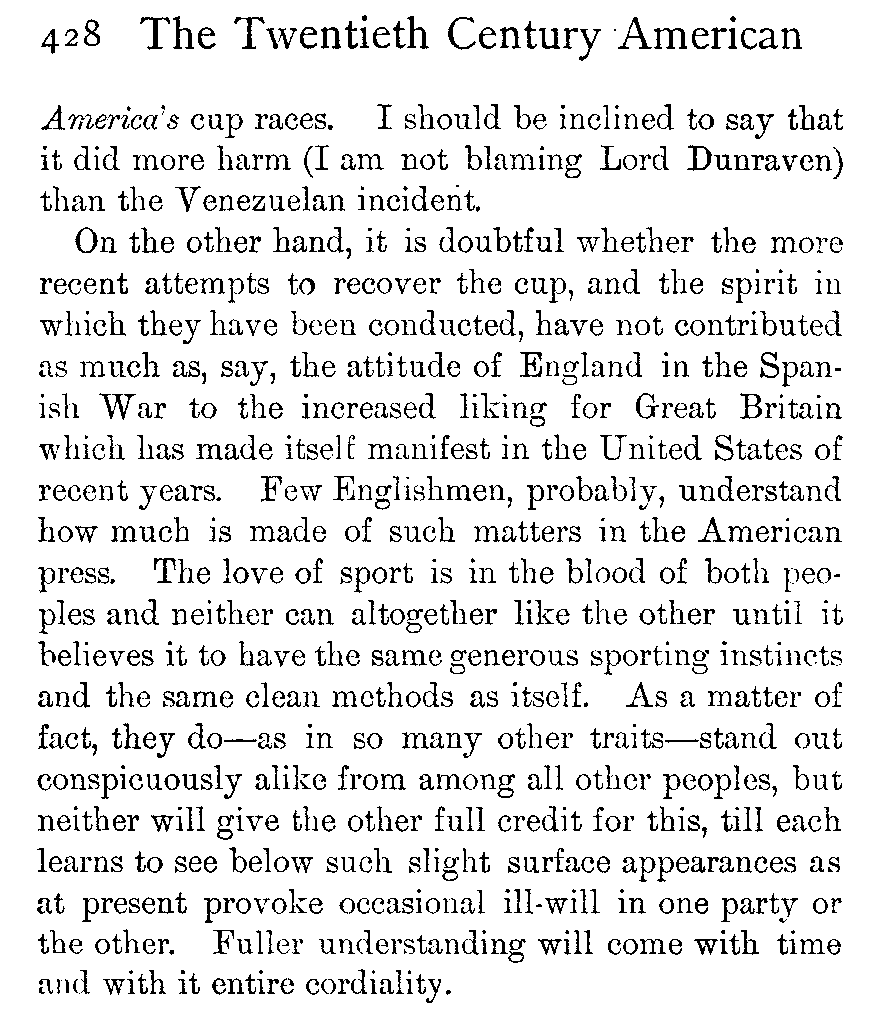 428 The Twentieth Century American
America's cup races. I should be inclined to say that
it did more harm (I am not blaming Lord Dunraven)
than the Venezuelan incident.
On the other hand, it is doubtful whether the more
recent attempts to recover the cup, and the spirit in
which they have been conducted, have not contributed
as much as, say, the attitude of England in the Span-
ish War to the increased liking for Great Britain
which has made itself manifest in the United States of
recent years. Few Englishmen, probably, understand
how much is made of such matters in the American
press. The love of sport is in the blood of both peo-
ples and neither can altogether like the other until it
believes it to have the same generous sporting instincts
and the same clean methods as itself. As a matter of
fact, they do—as in so many other traits—stand out
conspicuously alike from among all other peoples, but
neither will give the other full credit for this, till each
learns to see below such slight surface appearances as
at present provoke occasional ill-will in one party or
the other. Fuller understanding will come with time
and with it entire cordiality.